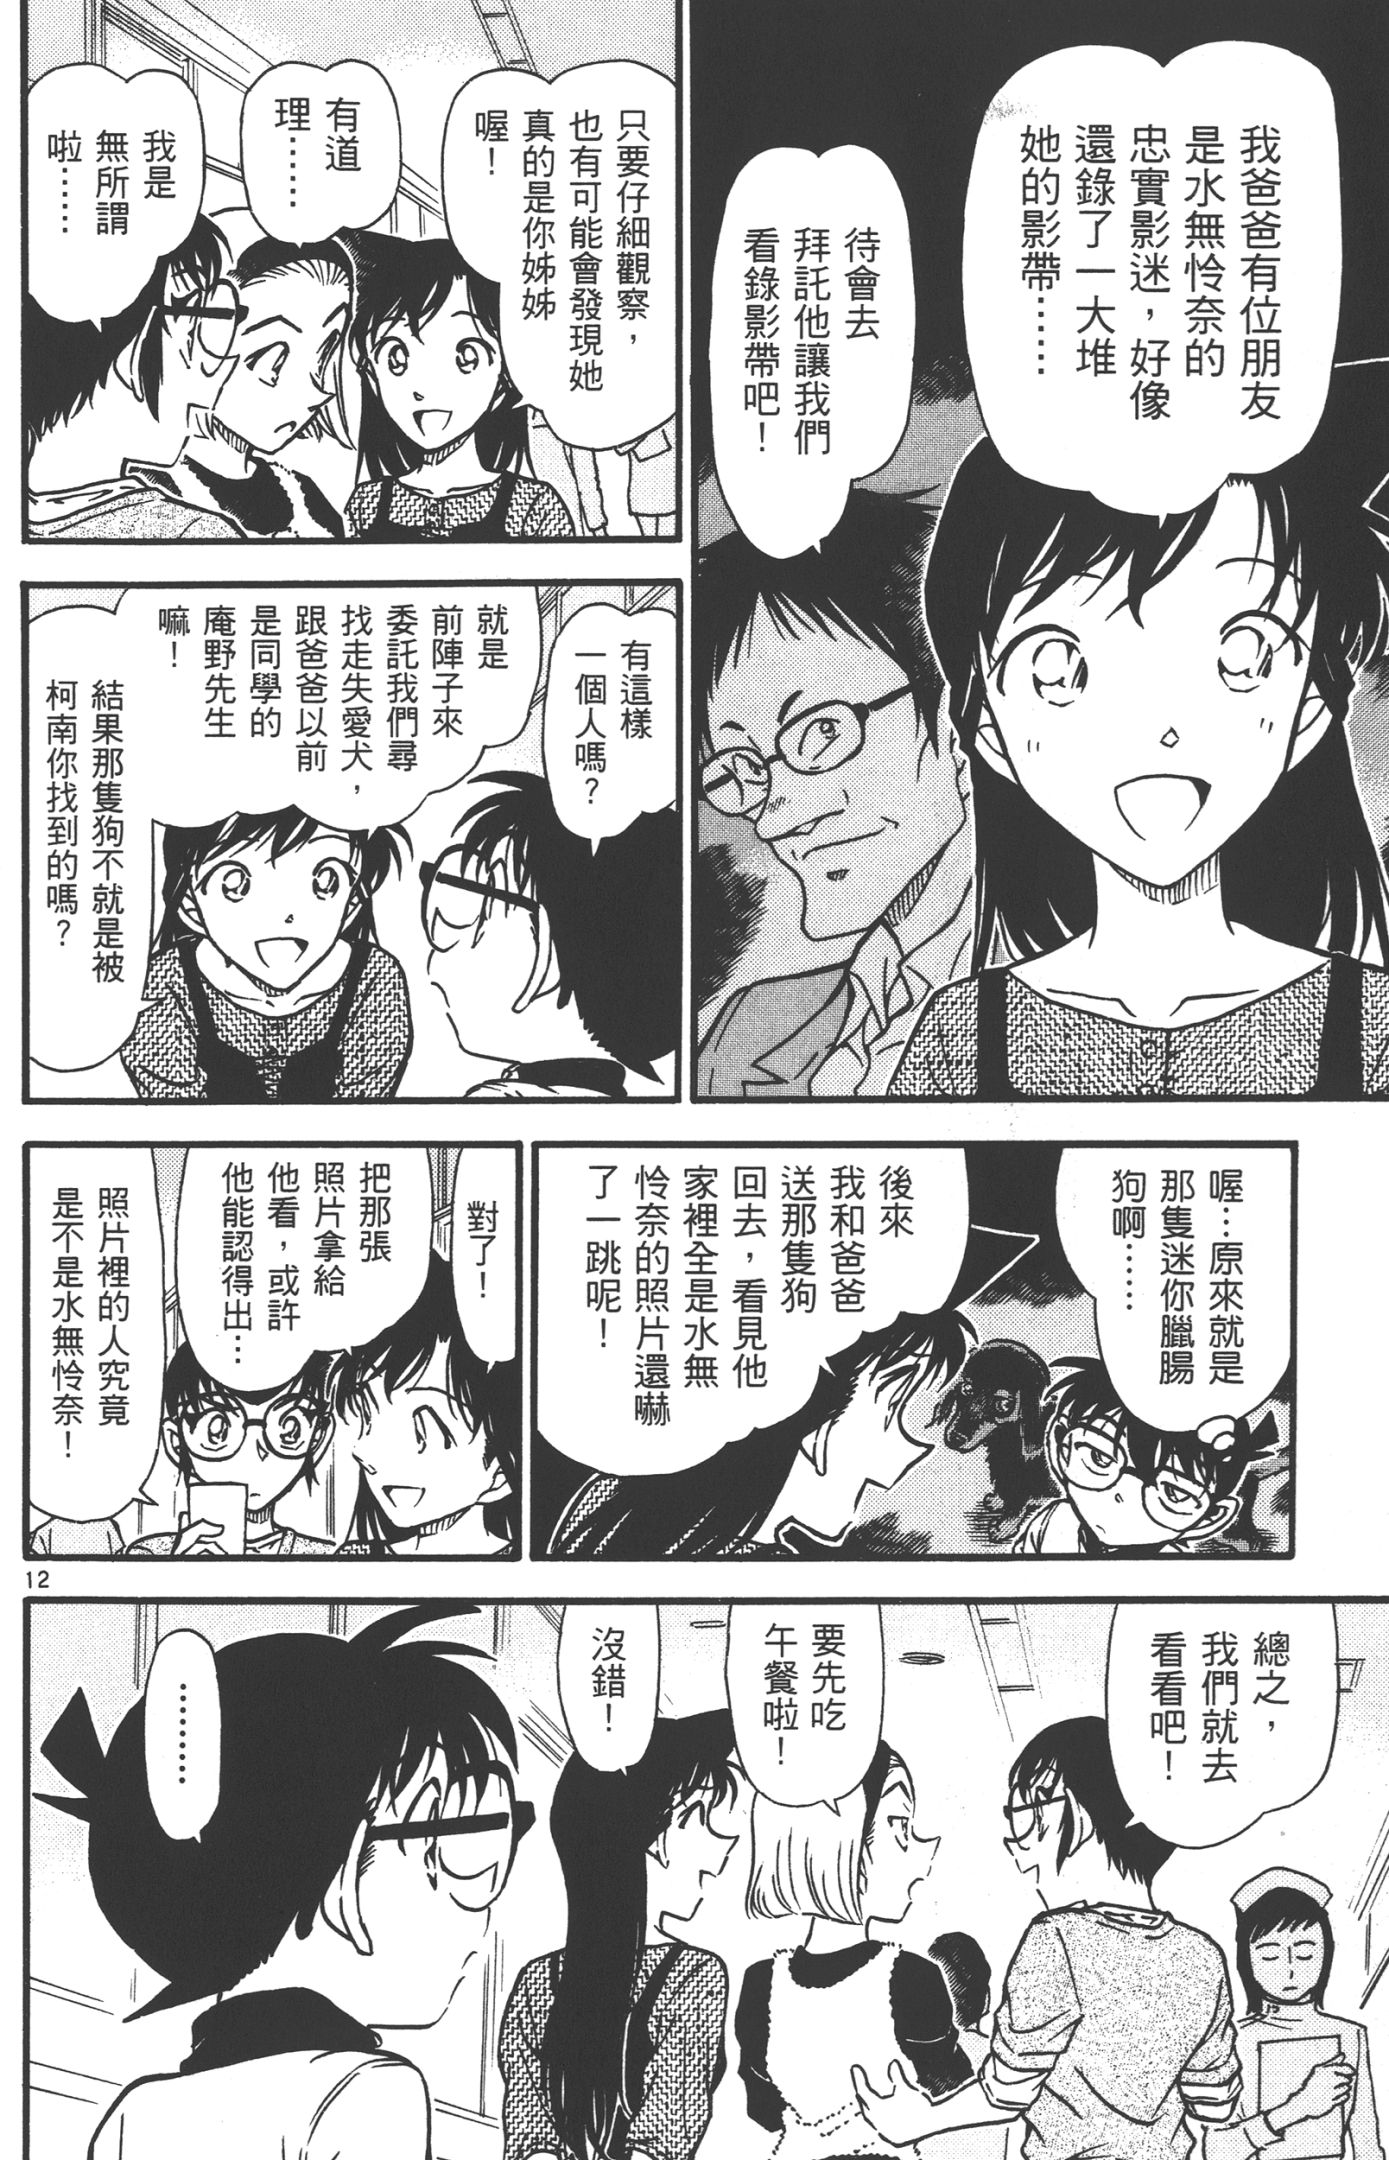 我爸爸有位朋友
是水無怜奈的
忠實影迷，好像
還錄了一大堆
她的影帶……
待會去
拜託他讓我們
看錄影帶吧！
只要仔細觀察，
也有可能會發現她
真的是你姊姊
喔！
有道
理……
我是
無所謂
啦……
有這樣
一個人嗎？
就是
前陣子來
委託我們尋
找走失愛犬，
跟爸爸以前
是同學的
庵野先生
嘛！
結果那隻狗不就是被
柯南你找到的嗎？
喔…原來就是
那隻迷你臘腸
狗啊……
後來
我和爸爸
送那隻狗
回去，看見他
家裡全是水無
怜奈的照片還嚇
了一跳呢！
對了！
把那張
照片拿給
他看，或許
他能認得出…
照片裡的人究竟
是不是水無怜奈！
12
總之，
我們就去
看看吧！
要先吃
午餐啦！
沒錯！
………